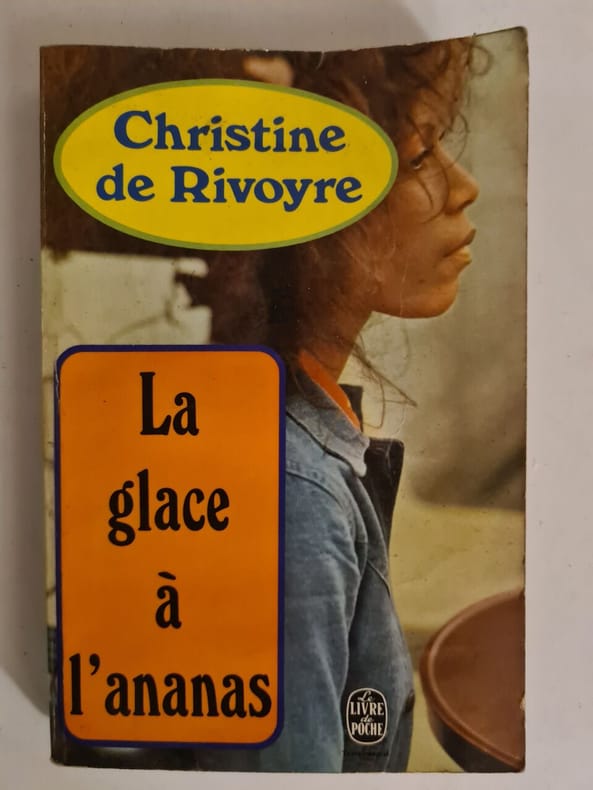 Christine
de Rivoyre
La
glace
à
l'ananas
Le
LIVRE
de
POCHE